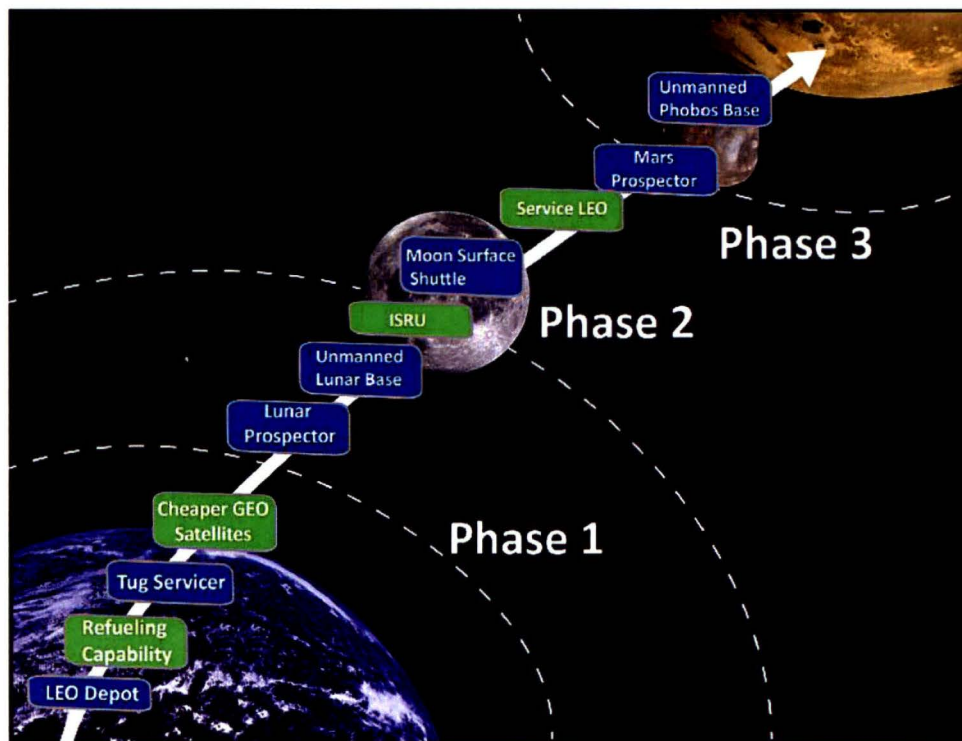 Unmanned
Phobos Base
Mars
Prospector
Service LEO
Phase 3
Moon Surface
Shuttle
ISRU
Phase 2
Unmanned
Lunar Base
Lunar
Prospector
Cheaper GEO
Satellites
Phase 1
Tug Servicer
Refueling
Capability
LEO Depot